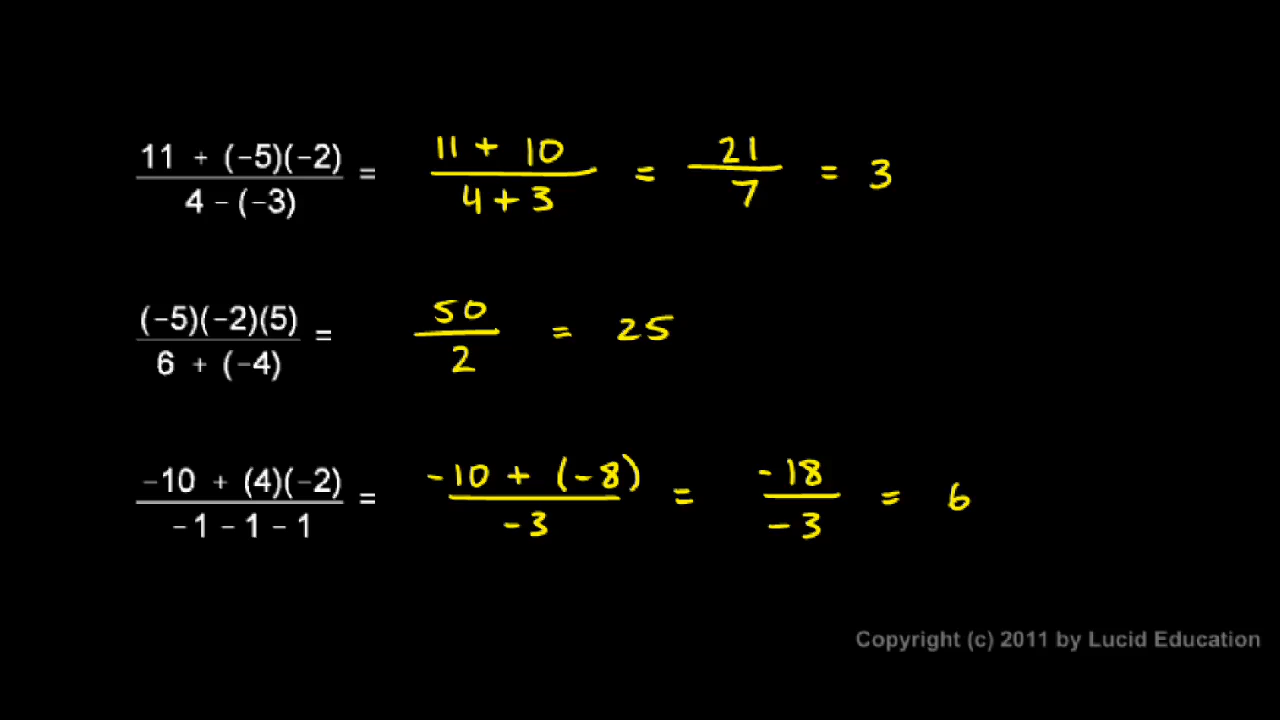 11 + (-5)(-2) / 4 - (-3) = 11 + 10 / 4 + 3 = 21 / 7 = 3
(-5)(-2)(5) / 6 + (-4) = 50 / 2 = 25
-10 + (4)(-2) / -1 - 1 - 1 = -10 + (-8) / -3 = -18 / -3 = 6
Copyright (c) 2011 by Lucid Education